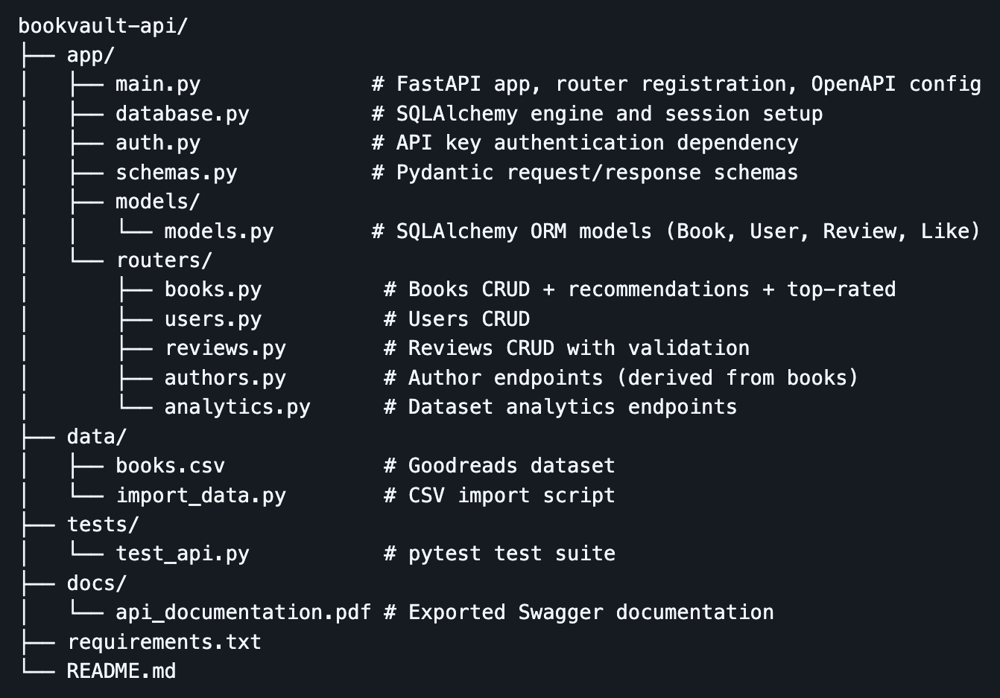 bookvault-api/
├── app/
│   ├── main.py              # FastAPI app, router registration, OpenAPI config
│   ├── database.py          # SQLAlchemy engine and session setup
│   ├── auth.py              # API key authentication dependency
│   ├── schemas.py           # Pydantic request/response schemas
│   ├── models/
│   │   └── models.py        # SQLAlchemy ORM models (Book, User, Review, Like)
│   └── routers/
│       ├── books.py          # Books CRUD + recommendations + top-rated
│       ├── users.py          # Users CRUD
│       ├── reviews.py        # Reviews CRUD with validation
│       ├── authors.py        # Author endpoints (derived from books)
│       └── analytics.py      # Dataset analytics endpoints
├── data/
│   ├── books.csv             # Goodreads dataset
│   └── import_data.py        # CSV import script
├── tests/
│   └── test_api.py           # pytest test suite
├── docs/
│   └── api_documentation.pdf # Exported Swagger documentation
├── requirements.txt
└── README.md